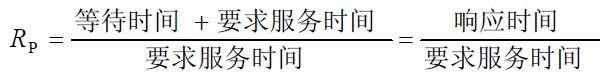 R_P = (等待时间 + 要求服务时间) / 要求服务时间 = 响应时间 / 要求服务时间